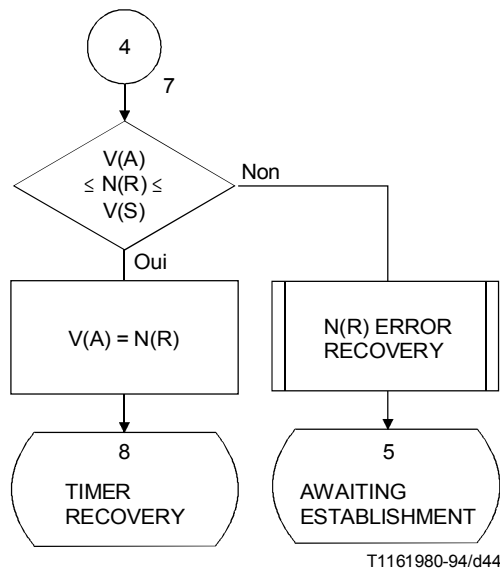 4
7
V(A)
≤ N(R) ≤
V(S)
Non
Oui
V(A) = N(R)
N(R) ERROR
RECOVERY
8
TIMER
RECOVERY
5
AWAITING
ESTABLISHMENT
T1161980-94/d44